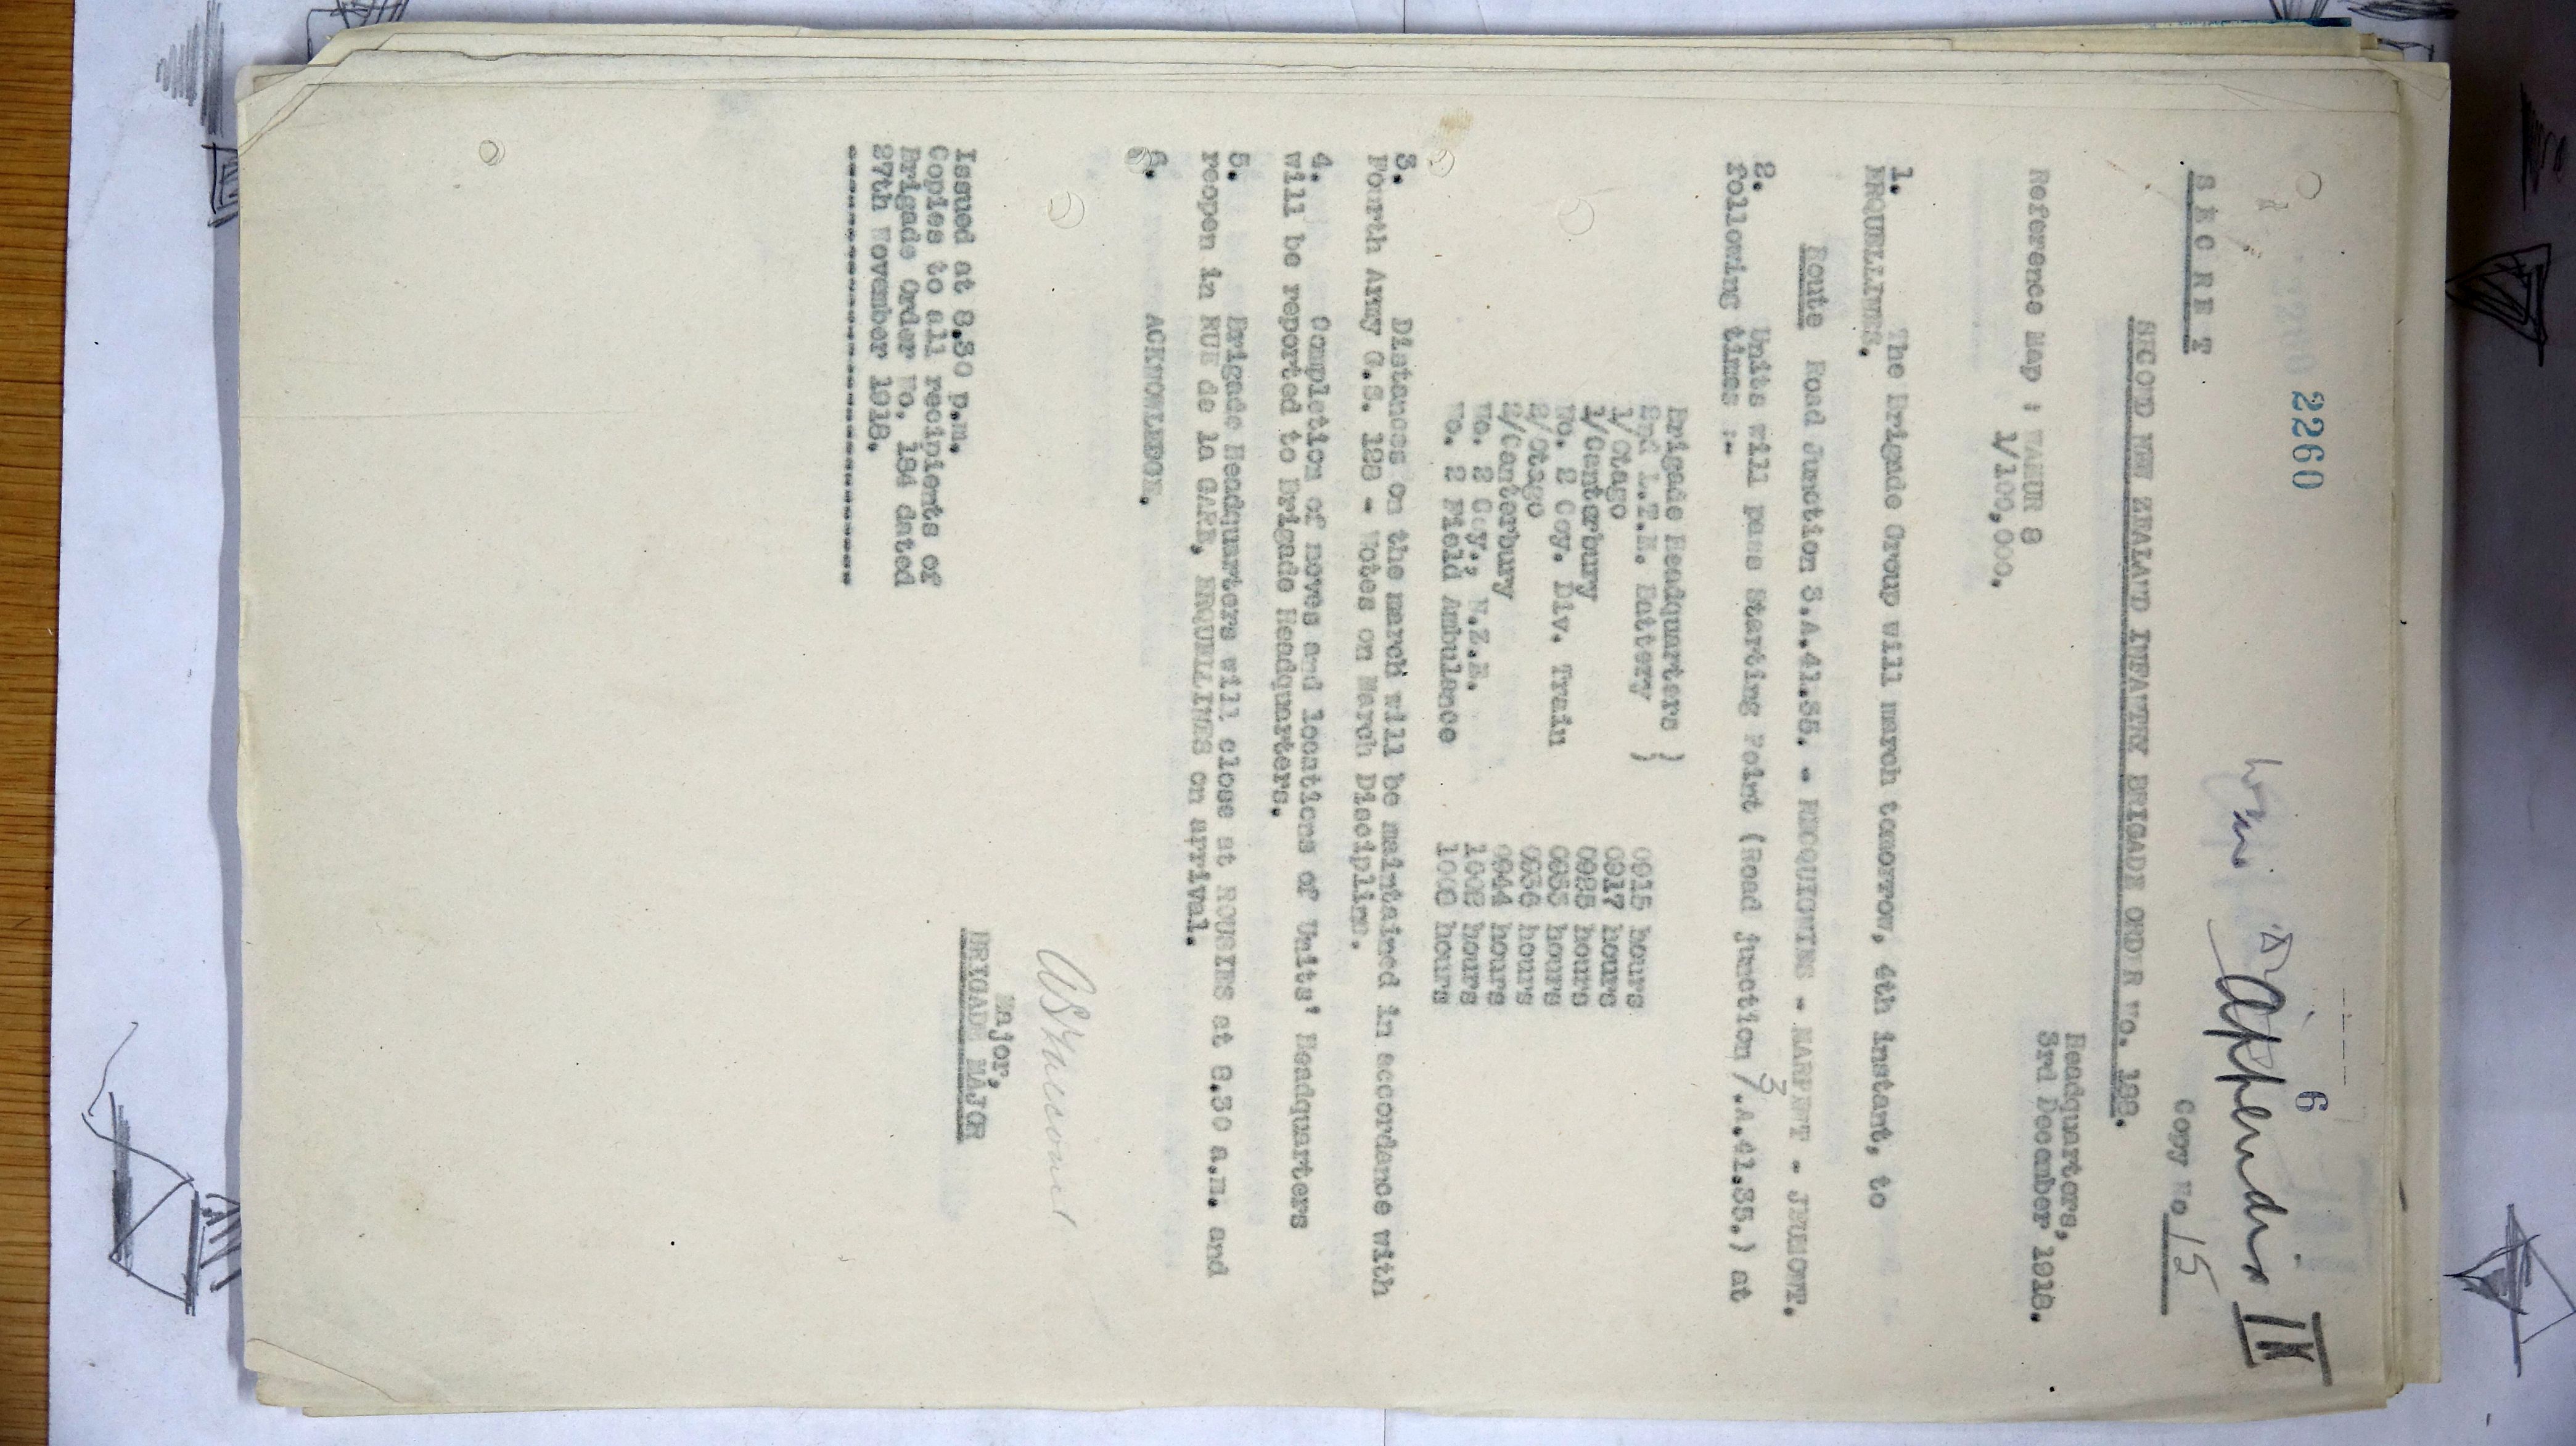 2260
6
Appendix IX
SECRET
Copy No 15
SECOND NEW ZEALAND INFANTRY BRIGADE ORDER No. 188.
Headquarters,
3rd December 1918.
Reference Map : NAMUR 8
1/100,000.
1. The Brigade Group will march tomorrow, 4th instant, to
ERQUELLINES.
Route Road Junction 3.A.41.35. - RECQUIGNIES - MARPENT - JEUMONT.
2. Units will pass Starting Point (Road junction 3.A.41.35.) at
following times :-
Brigade Headquarters )
2nd L.T.M. Battery ) 0915 hours
1/Otago 0917 hours
1/Canterbury 0925 hours
No. 2 Coy. Div. Train 0933 hours
2/Otago 0936 hours
2/Canterbury 0944 hours
No. 2 Coy., N.Z.E. 1002 hours
No. 2 Field Ambulance 1006 hours
3. Distances on the march will be maintained in accordance with
Fourth Army G.S. 128 - Notes on March Discipline.
4. Completion of moves and locations of Units' Headquarters
will be reported to Brigade Headquarters.
5. Brigade Headquarters will close at ROUSIES at 8.30 a.m. and
reopen in RUE de la GARE, ERQUELLINES on arrival.
6. ACKNOWLEDGE.
Major,
BRIGADE MAJOR
Issued at 8.30 p.m.
Copies to all recipients of
Brigade Order No. 184 dated
27th November 1918.